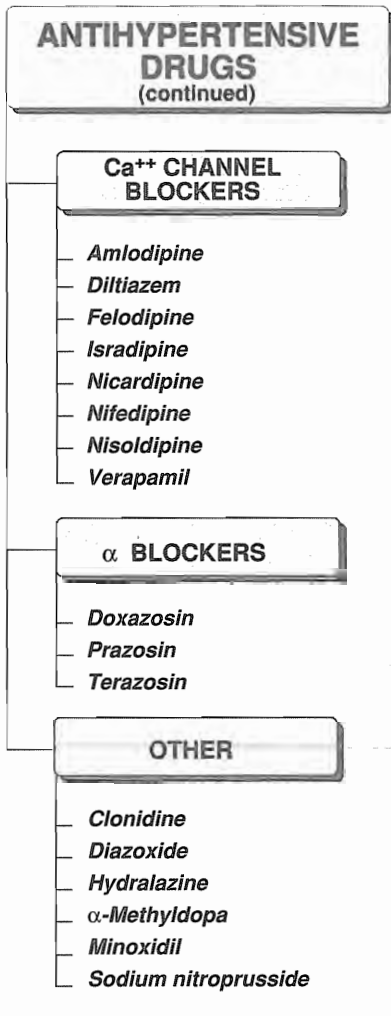 ANTIHYPERTENSIVE
DRUGS
(continued)
Ca++ CHANNEL
BLOCKERS
Amlodipine
Diltiazem
Felodipine
Isradipine
Nicardipine
Nifedipine
Nisoldipine
Verapamil
α BLOCKERS
Doxazosin
Prazosin
Terazosin
OTHER
Clonidine
Diazoxide
Hydralazine
α-Methyldopa
Minoxidil
Sodium nitroprusside